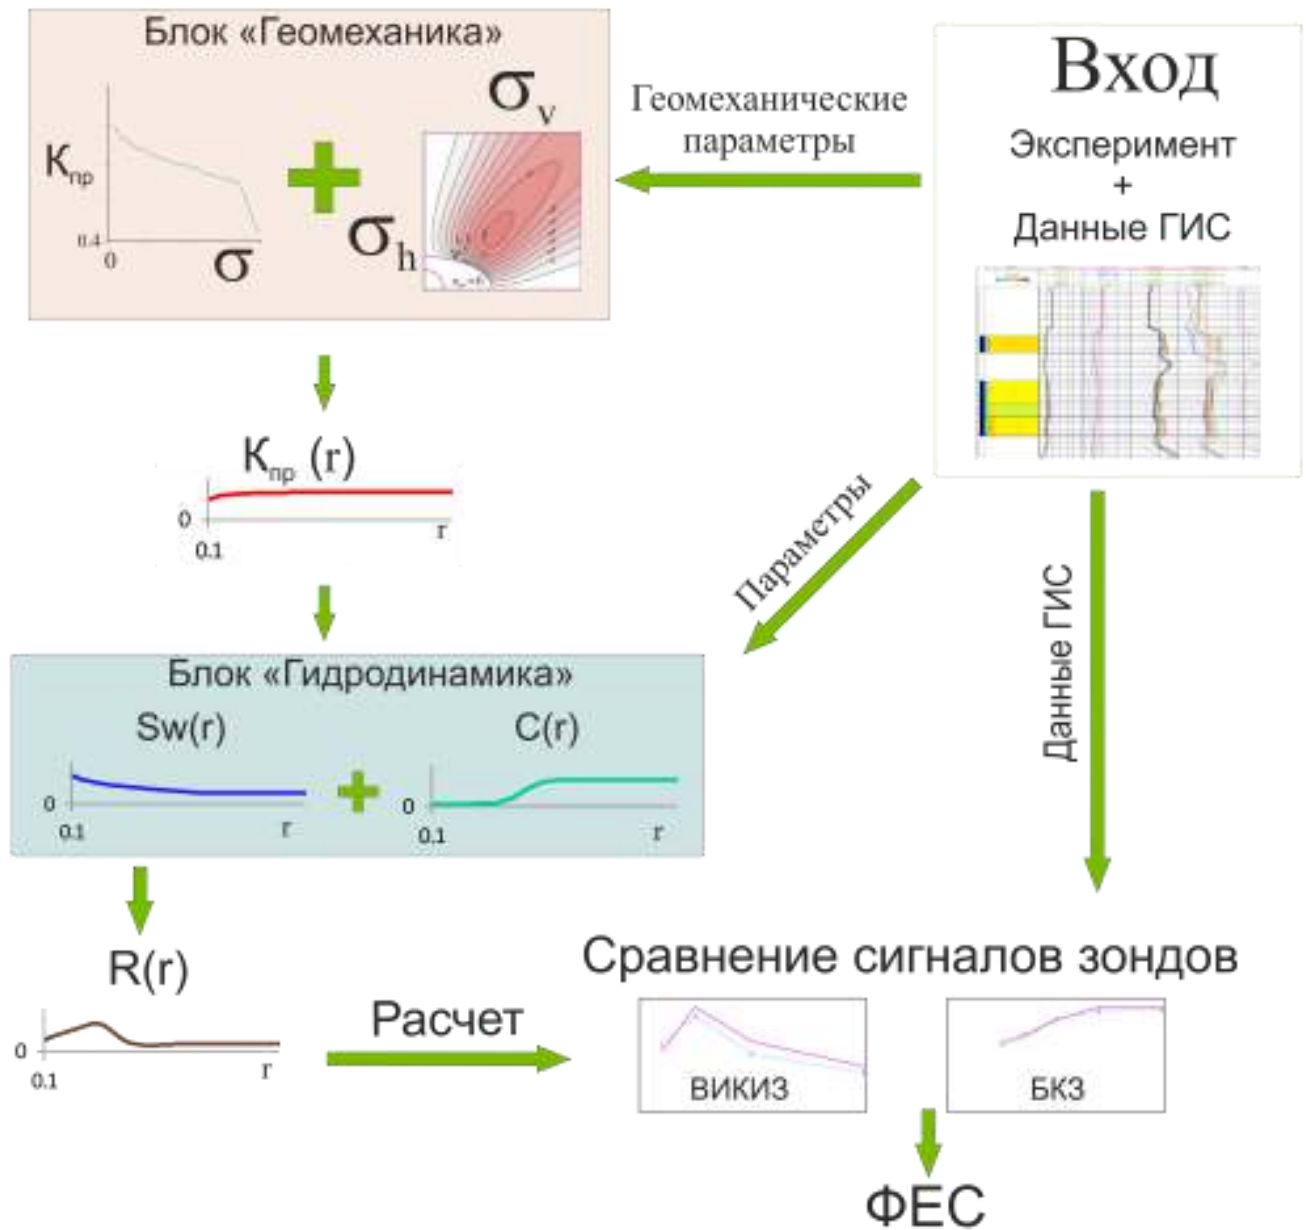 Блок «Геомеханика»
Кпр
0.4
0
σ
+
σv
σh
Геомеханические
параметры
Вход
Эксперимент
+
Данные ГИС
Кпр (r)
0
0.1
r
Параметры
Данные ГИС
Блок «Гидродинамика»
Sw(r)
0
0.1
r
+
C(r)
0
0.1
r
R(r)
0
0.1
r
Расчет
Сравнение сигналов зондов
ВИКИЗ
БКЗ
ФЕС